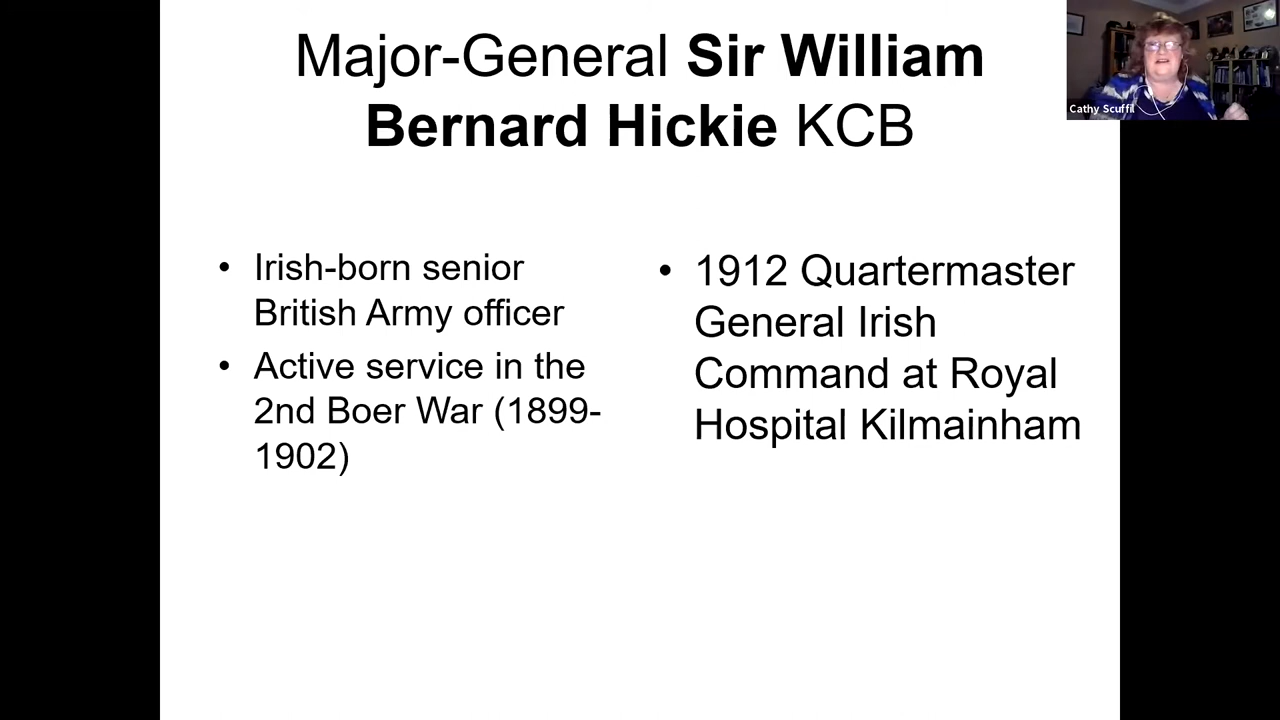 Major-General Sir William
Bernard Hickie KCB
• Irish-born senior
British Army officer
• Active service in the
2nd Boer War (1899-
1902)
• 1912 Quartermaster
General Irish
Command at Royal
Hospital Kilmainham
Cathy Scuffil